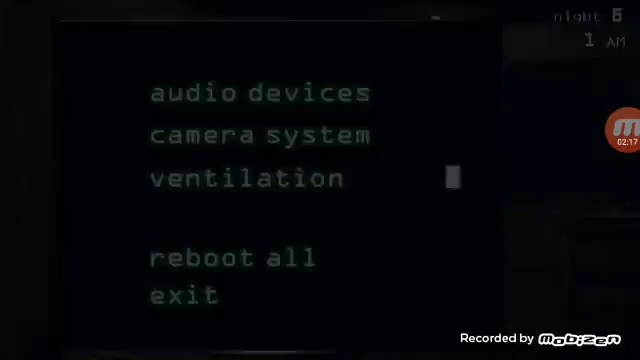 night 6
1 AM
audio devices
camera system
ventilation
02:17
reboot all
exit
Recorded by mobizen